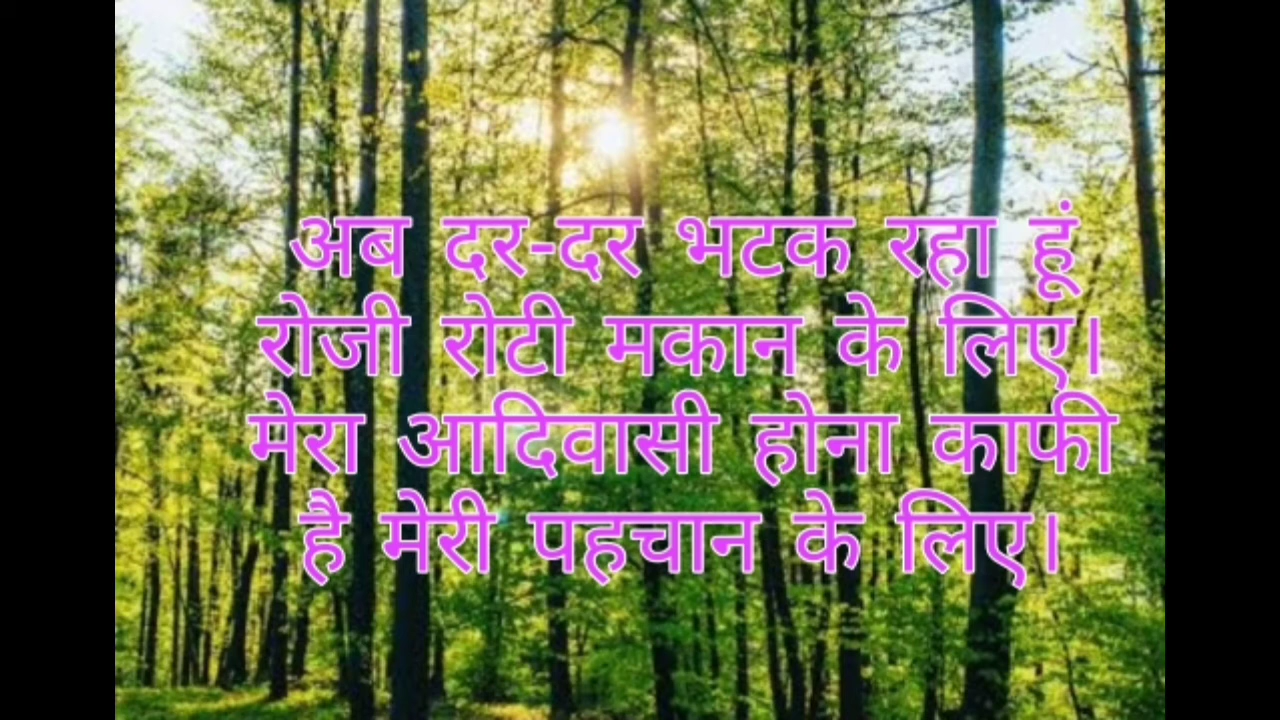 अब दर-दर भटक रहा हूं
रोजी रोटी मकान के लिए।
मेरा आदिवासी होना काफी
है मेरी पहचान के लिए।